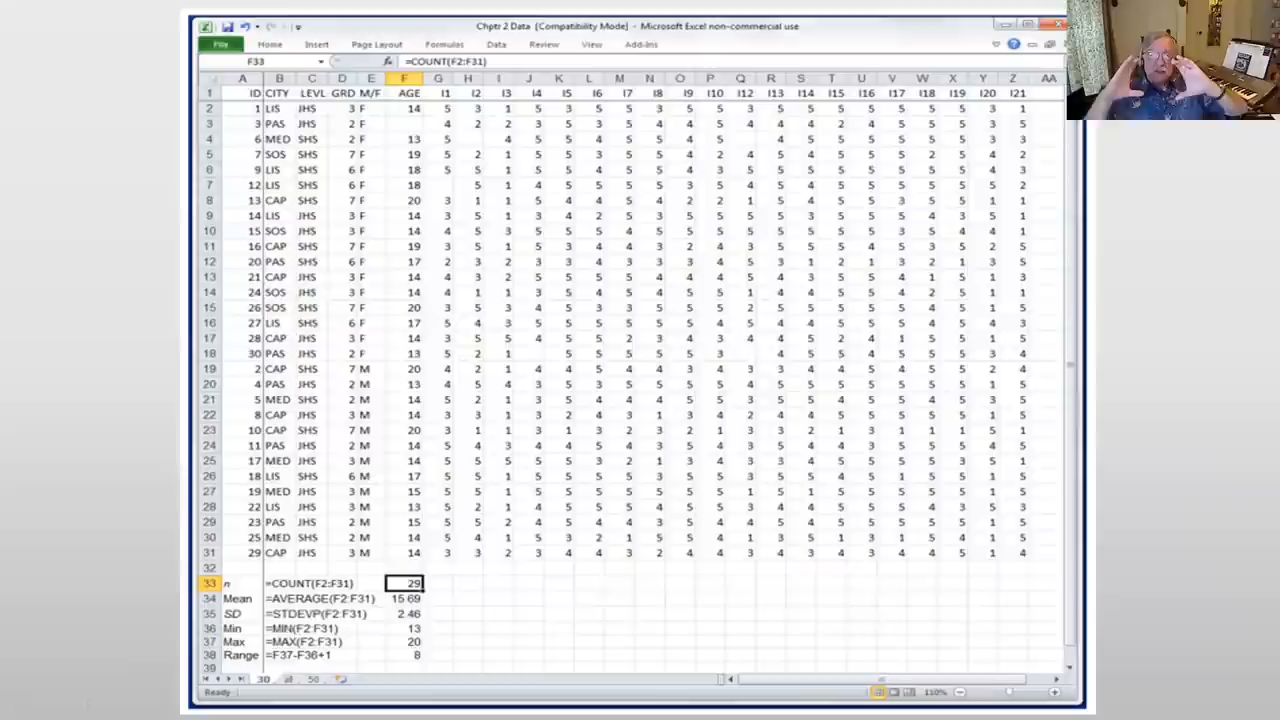 Chptr 2 Data [Compatibility Mode] - Microsoft Excel non-commercial use
File Home Insert Page Layout Formulas Data Review View Add-Ins
F33 fx =COUNT(F2:F31)
A B C D E F G H I J K L M N O P Q R S T U V W X Y Z AA
1 ID CITY LEVL GRD M/F AGE I1 I2 I3 I4 I5 I6 I7 I8 I9 I10 I12 I13 I14 I15 I16 I17 I18 I19 I20 I21
2 1 LIS JHS 3 F 14 5 3 1 5 5 5 5 5 5 5 3 5 5 5 5 5 5 5 3 1
3 3 PAS JHS 2 F 4 2 2 3 5 3 5 4 5 4 5 4 4 2 4 5 5 5 3 5
4 6 MED SHS 2 F 13 5 4 5 5 4 5 4 5 4 5 4 5 5 5 5 5 5 3 3
5 7 SOS SHS 7 F 19 5 2 1 5 5 3 5 5 4 2 4 5 4 5 5 5 2 5 4 2
6 9 LIS SHS 6 F 18 5 5 1 5 5 4 5 5 4 3 5 5 5 5 5 5 5 5 4 3
7 12 LIS SHS 6 F 18 5 1 4 5 5 5 5 3 5 4 5 4 5 5 5 5 5 5 2
8 13 CAP SHS 7 F 20 3 1 1 5 4 4 5 4 2 2 1 5 4 5 5 3 5 5 1 1
9 14 LIS JHS 3 F 14 3 5 1 3 4 2 5 3 5 5 5 5 5 5 5 5 4 3 5 1
10 15 SOS JHS 3 F 14 4 5 1 5 5 5 4 5 5 5 3 5 5 5 5 3 5 4 4 1
11 16 CAP SHS 7 F 19 3 5 1 5 3 4 4 3 2 4 3 5 5 5 4 5 3 5 2 5
12 20 PAS SHS 6 F 17 2 3 2 3 3 4 3 3 3 4 5 3 1 2 1 3 2 1 3 5
13 21 CAP JHS 3 F 14 4 3 2 5 5 5 5 4 4 4 5 4 3 5 5 4 1 5 1 3
14 24 SOS JHS 3 F 14 4 1 1 3 5 4 5 4 5 5 1 4 4 5 5 4 2 5 1 1
15 26 SOS SHS 7 F 20 3 5 3 4 5 3 5 3 5 5 2 5 5 5 5 5 4 5 1 5
16 27 LIS SHS 6 F 17 5 4 3 5 5 5 5 5 5 4 5 4 5 5 5 5 5 5 4 3
17 28 CAP JHS 3 F 14 3 5 5 4 5 5 2 3 4 3 4 4 5 2 4 1 5 5 1 5
18 30 PAS JHS 2 F 13 5 2 1 5 5 5 5 5 5 3 4 5 5 4 5 5 5 3 4
19 2 CAP SHS 7 M 20 4 2 1 4 4 5 4 4 3 4 3 3 4 4 5 4 5 5 2 4
20 4 PAS JHS 2 M 13 4 5 4 3 5 3 5 5 5 5 4 5 4 5 5 5 5 5 1 5
21 5 MED SHS 2 M 14 5 2 1 3 5 4 5 5 5 5 3 5 5 4 5 4 4 5 5 5
22 8 CAP JHS 3 M 14 3 3 1 3 2 4 3 1 3 4 2 4 4 5 5 5 5 5 1 5
23 10 CAP SHS 7 M 20 3 1 1 3 1 3 2 3 2 1 3 3 2 1 3 1 1 1 5 1
24 11 PAS JHS 2 M 14 5 4 3 4 4 5 4 3 5 4 3 5 4 4 3 5 5 5 1 5
25 17 MED JHS 3 M 14 5 5 5 5 5 3 2 1 3 4 3 3 4 5 5 5 5 3 5 1
26 18 LIS SHS 6 M 17 5 5 1 5 5 5 5 3 5 5 3 5 5 4 5 1 5 5 1 5
27 19 MED JHS 3 M 15 5 5 1 5 5 5 5 5 5 5 1 5 1 5 5 5 5 5 1 5
28 22 LIS JHS 3 M 13 5 2 1 5 5 5 4 5 5 3 3 4 4 5 5 5 4 3 5 3
29 23 PAS JHS 2 M 15 5 5 2 4 5 4 4 3 5 4 4 4 4 5 5 5 5 5 1 5
30 25 MED SHS 2 M 14 5 4 1 5 3 2 1 5 5 4 1 3 5 1 3 1 5 4 1 5
31 29 CAP JHS 3 M 14 3 3 2 3 4 4 3 2 4 4 3 4 3 4 5 4 4 5 1 4
32
33 n =COUNT(F2:F31) 29
34 Mean =AVERAGE(F2:F31) 15.69
35 SD =STDEVP(F2:F31) 2.46
36 Min =MIN(F2:F31) 13
37 Max =MAX(F2:F31) 20
38 Range =F37-F36+1 8
39
30 50
Ready 110%